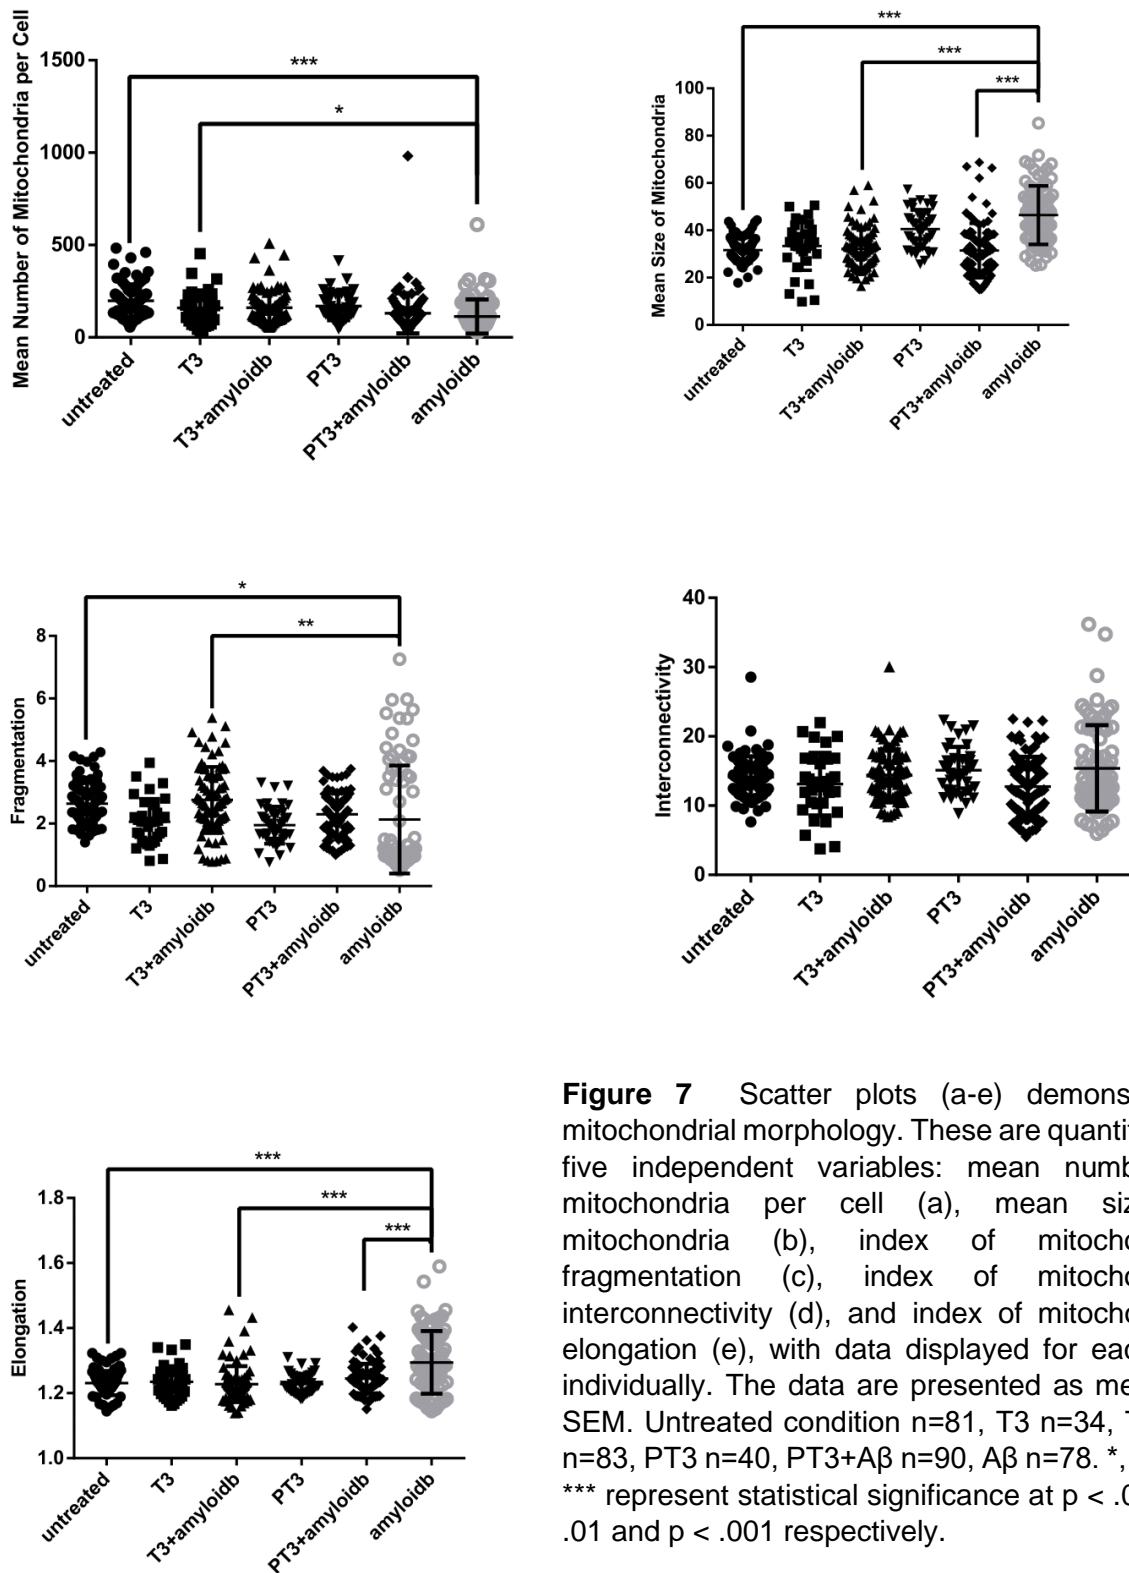 Mean Number of Mitochondria per Cell
1500
1000
500
0
***
*
untreated
T3
T3+amyloidb
PT3
PT3+amyloidb
amyloidb
Mean Size of Mitochondria
100
80
60
40
20
0
***
***
***
untreated
T3
T3+amyloidb
PT3
PT3+amyloidb
amyloidb
Fragmentation
8
6
4
2
0
*
**
untreated
T3
T3+amyloidb
PT3
PT3+amyloidb
amyloidb
Interconnectivity
40
30
20
10
0
untreated
T3
T3+amyloidb
PT3
PT3+amyloidb
amyloidb
Elongation
1.8
1.6
1.4
1.2
1.0
***
***
***
untreated
T3
T3+amyloidb
PT3
PT3+amyloidb
amyloidb
Figure 7 Scatter plots (a-e) demons
mitochondrial morphology. These are quantif
five independent variables: mean numb
mitochondria per cell (a), mean siz
mitochondria (b), index of mitocho
fragmentation (c), index of mitocho
interconnectivity (d), and index of mitocho
elongation (e), with data displayed for eac
individually. The data are presented as me
SEM. Untreated condition n=81, T3 n=34,
n=83, PT3 n=40, PT3+Aβ n=90, Aβ n=78. *,
*** represent statistical significance at p < .0
.01 and p < .001 respectively.